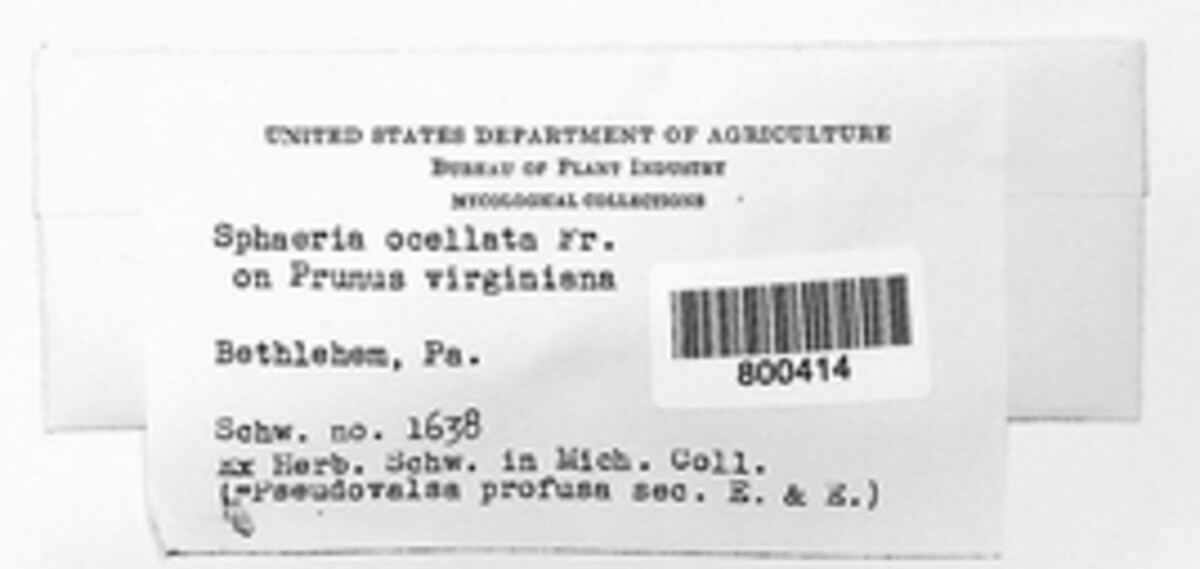 UNITED STATES DEPARTMENT OF AGRICULTURE
BUREAU OF PLANT INDUSTRY
MYCOLOGICAL COLLECTIONS
Sphaeria ocellata Fr.
on Prunus virginiana
800414
Bethlehem, Pa.
Schw. no. 1638
Ex Herb. Schw. in Mich. Coll.
(=Pseudovalsa profusa sec. E. & E.)